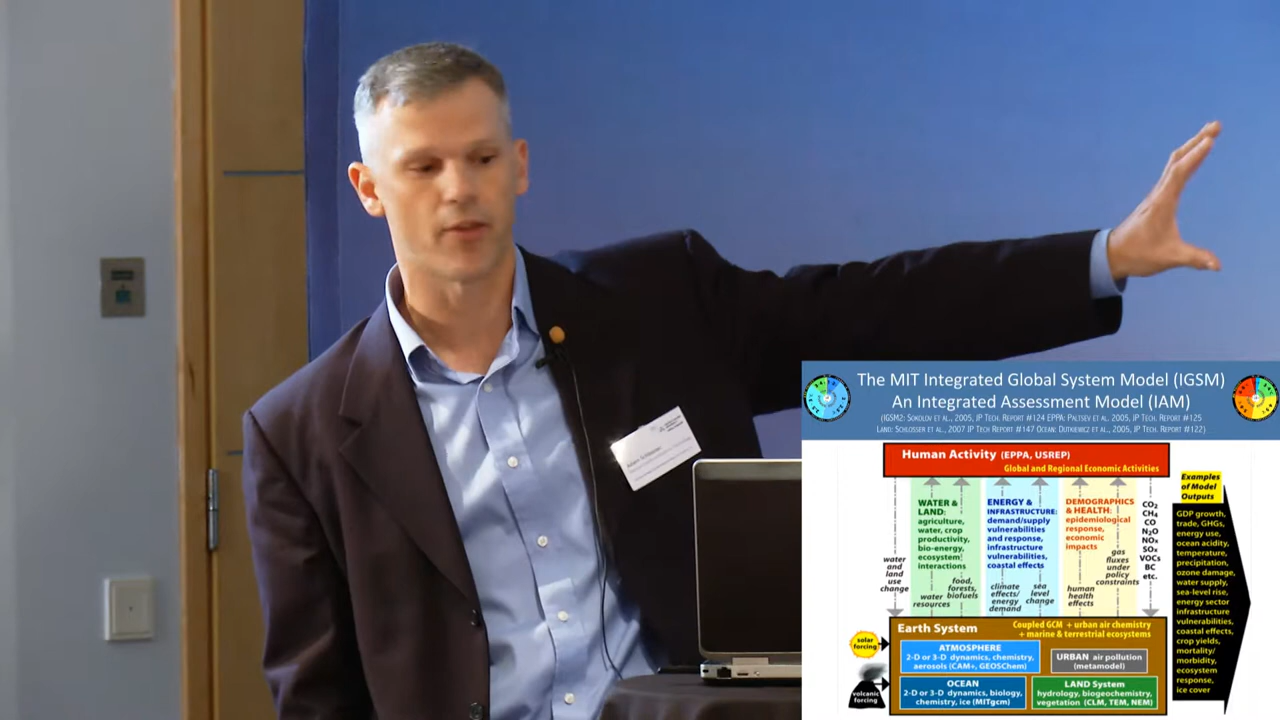 Adam Schlosser
The MIT Integrated Global System Model (IGSM)
An Integrated Assessment Model (IAM)
(IGSM2: Sokolov et al., 2005, JP Tech. Report #124 EPPA: Paltsev et al. 2005, JP Tech. Report #125
Land: Schlosser et al., 2007 JP Tech Report #147 Ocean: Dutkiewicz et al., 2005, JP Tech. Report #122)
Human Activity (EPPA, USREP)
Global and Regional Economic Activities
WATER &
LAND:
agriculture,
water, crop
productivity,
bio-energy,
ecosystem
interactions
ENERGY &
INFRASTRUCTURE:
demand/supply
vulnerabilities
and response,
infrastructure
vulnerabilities,
coastal effects
DEMOGRAPHICS
& HEALTH:
epidemiological
response,
economic
impacts
CO2
CH4
CO
N2O
NOx
SOx
VOCs
BC
etc.
water
and
land
use
change
water
resources
food,
forests,
biofuels
climate
effects/
energy
demand
sea
level
change
human
health
effects
gas
fluxes
under
policy
constraints
Examples
of Model
Outputs
GDP growth,
trade, GHGs,
energy use,
ocean acidity,
temperature,
precipitation,
ozone damage,
water supply,
sea-level rise,
energy sector
infrastructure
vulnerabilities,
coastal effects,
crop yields,
mortality/
morbidity,
ecosystem
response,
ice cover
Earth System
Coupled GCM + urban air chemistry
+ marine & terrestrial ecosystems
solar
forcing
volcanic
forcing
ATMOSPHERE
2-D or 3-D dynamics, chemistry,
aerosols (CAM+, GEOSChem)
URBAN air pollution
(metamodel)
OCEAN
2-D or 3-D dynamics, biology,
chemistry, ice (MITgcm)
LAND System
hydrology, biogeochemistry,
vegetation (CLM, TEM, NEM)